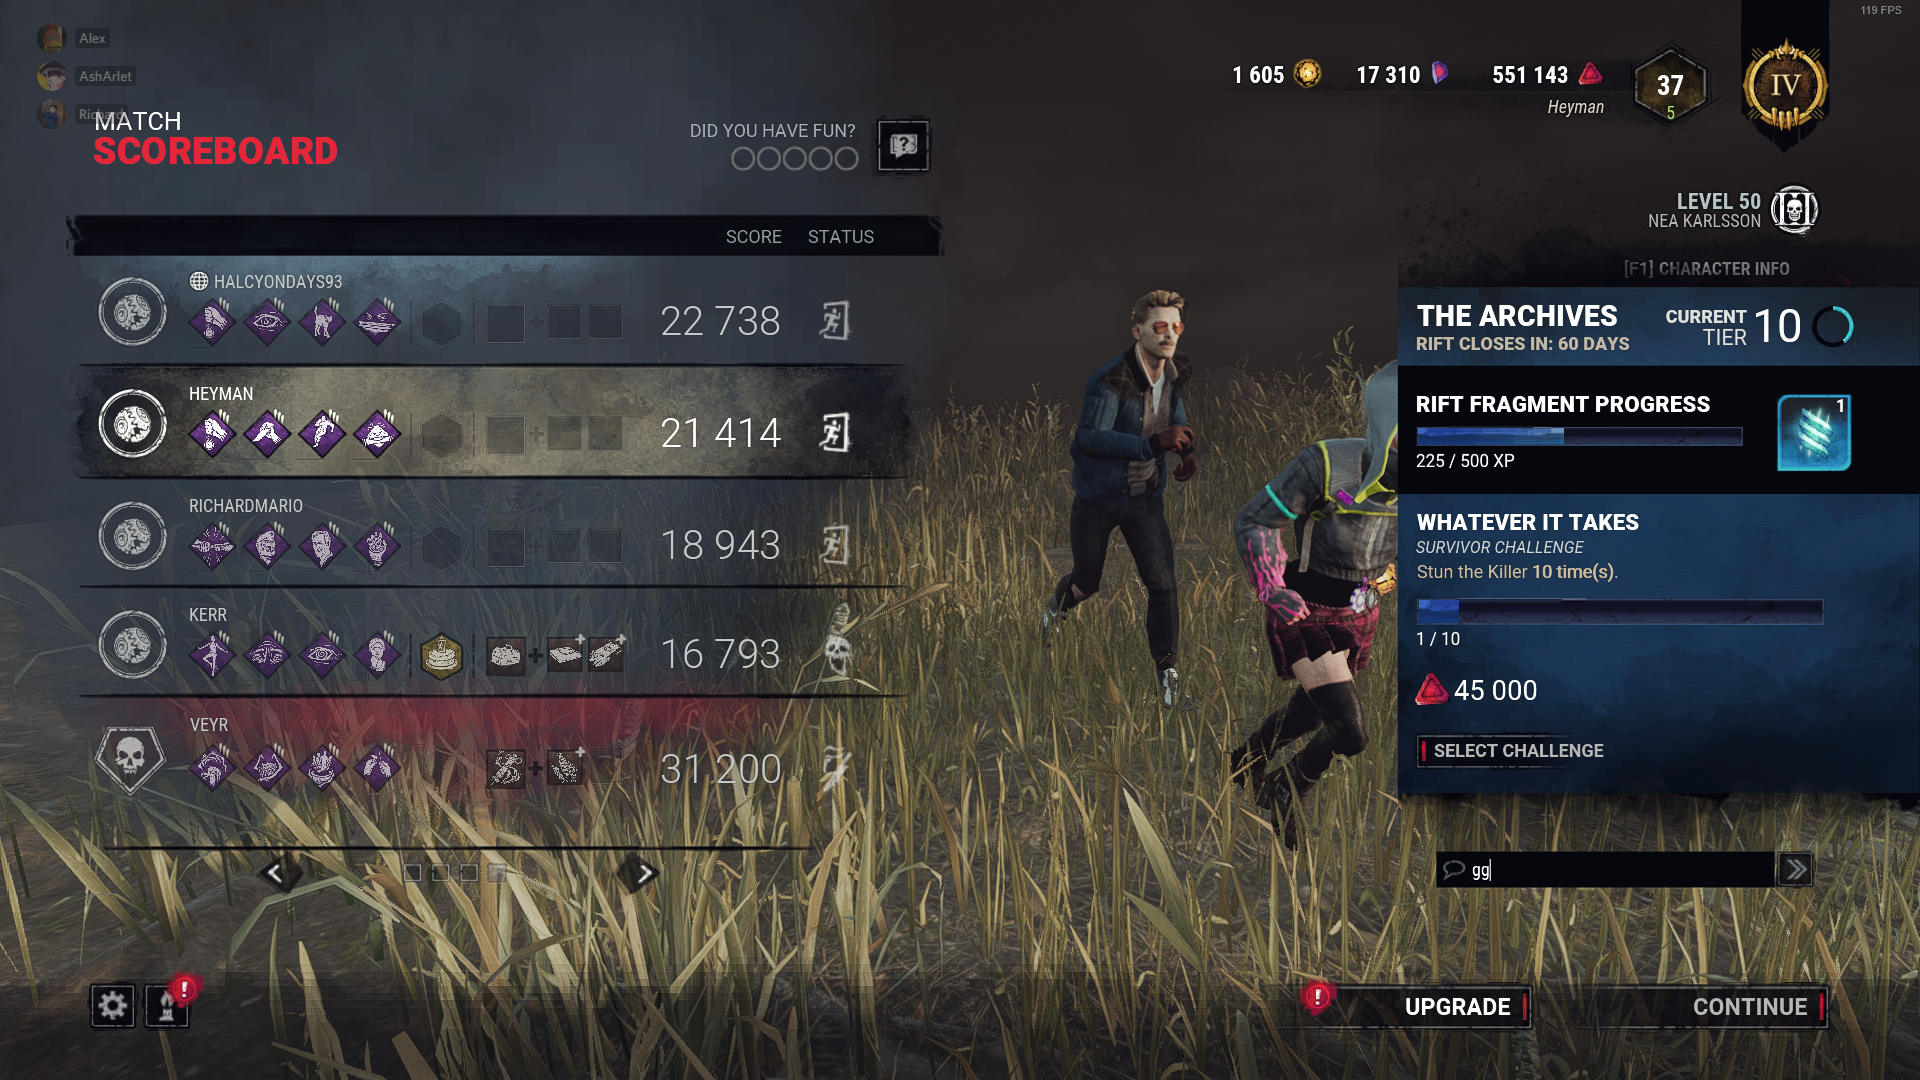 119 FPS
Alex
AshArlet
Richard
MATCH
SCOREBOARD
DID YOU HAVE FUN?
1 605
17 310
551 143
Heyman
37
5
IV
LEVEL 50
NEA KARLSSON
[F1] CHARACTER INFO
SCORE STATUS
HALCYONDAYS93
22 738
HEYMAN
21 414
RICHARDMARIO
18 943
KERR
16 793
VEYR
31 200
THE ARCHIVES
RIFT CLOSES IN: 60 DAYS
CURRENT
TIER 10
RIFT FRAGMENT PROGRESS
1
225 / 500 XP
WHATEVER IT TAKES
SURVIVOR CHALLENGE
Stun the Killer 10 time(s).
1 / 10
45 000
SELECT CHALLENGE
gg
UPGRADE
CONTINUE